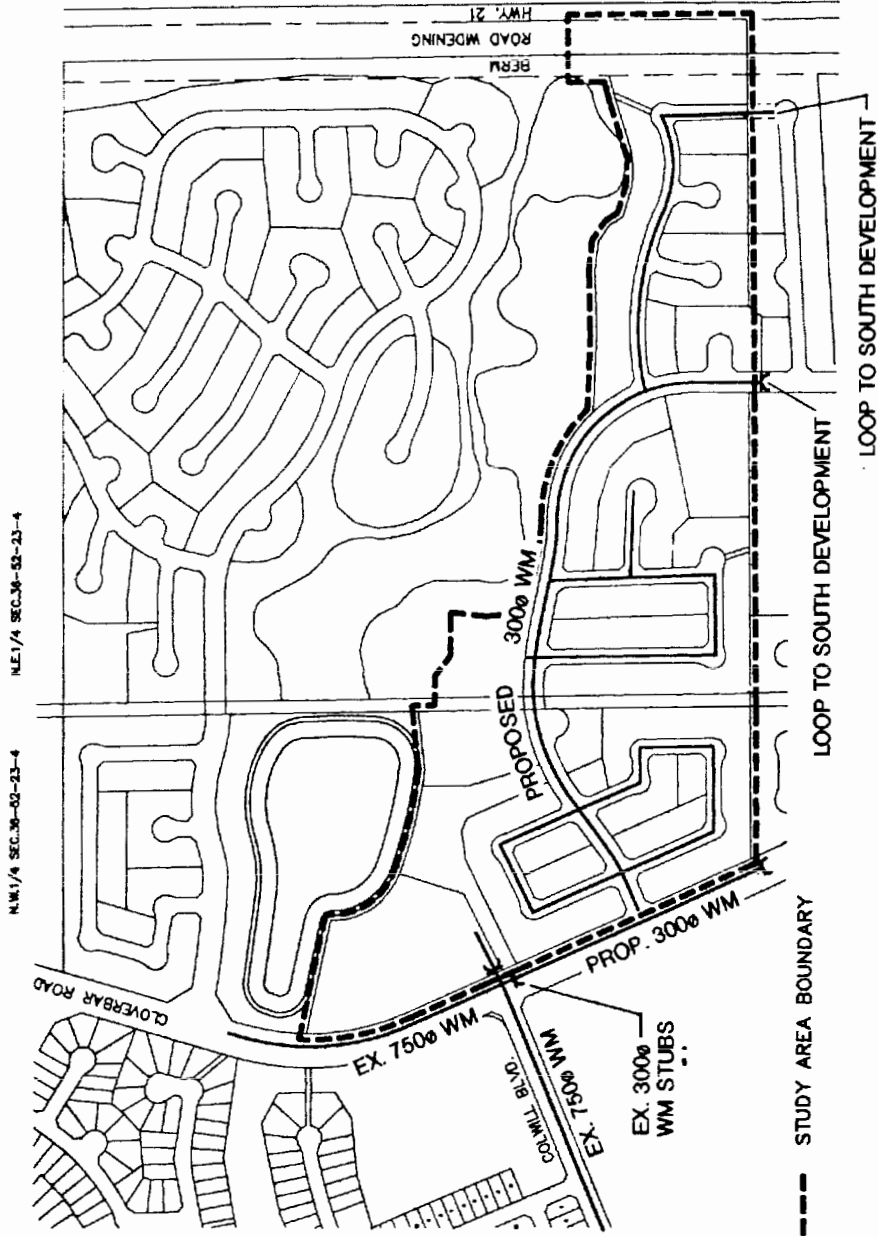 HWY. 21
ROAD WIDENING
BERM
N.E.1/4 SEC.36-52-23-4
N.W.1/4 SEC.36-52-23-4
CLOVERBAR ROAD
300ø WM
PROPOSED
PROP. 300ø WM
EX. 750ø WM
COLWILL BLVD.
EX. 750ø WM
EX. 300ø
WM STUBS
LOOP TO SOUTH DEVELOPMENT
LOOP TO SOUTH DEVELOPMENT
STUDY AREA BOUNDARY